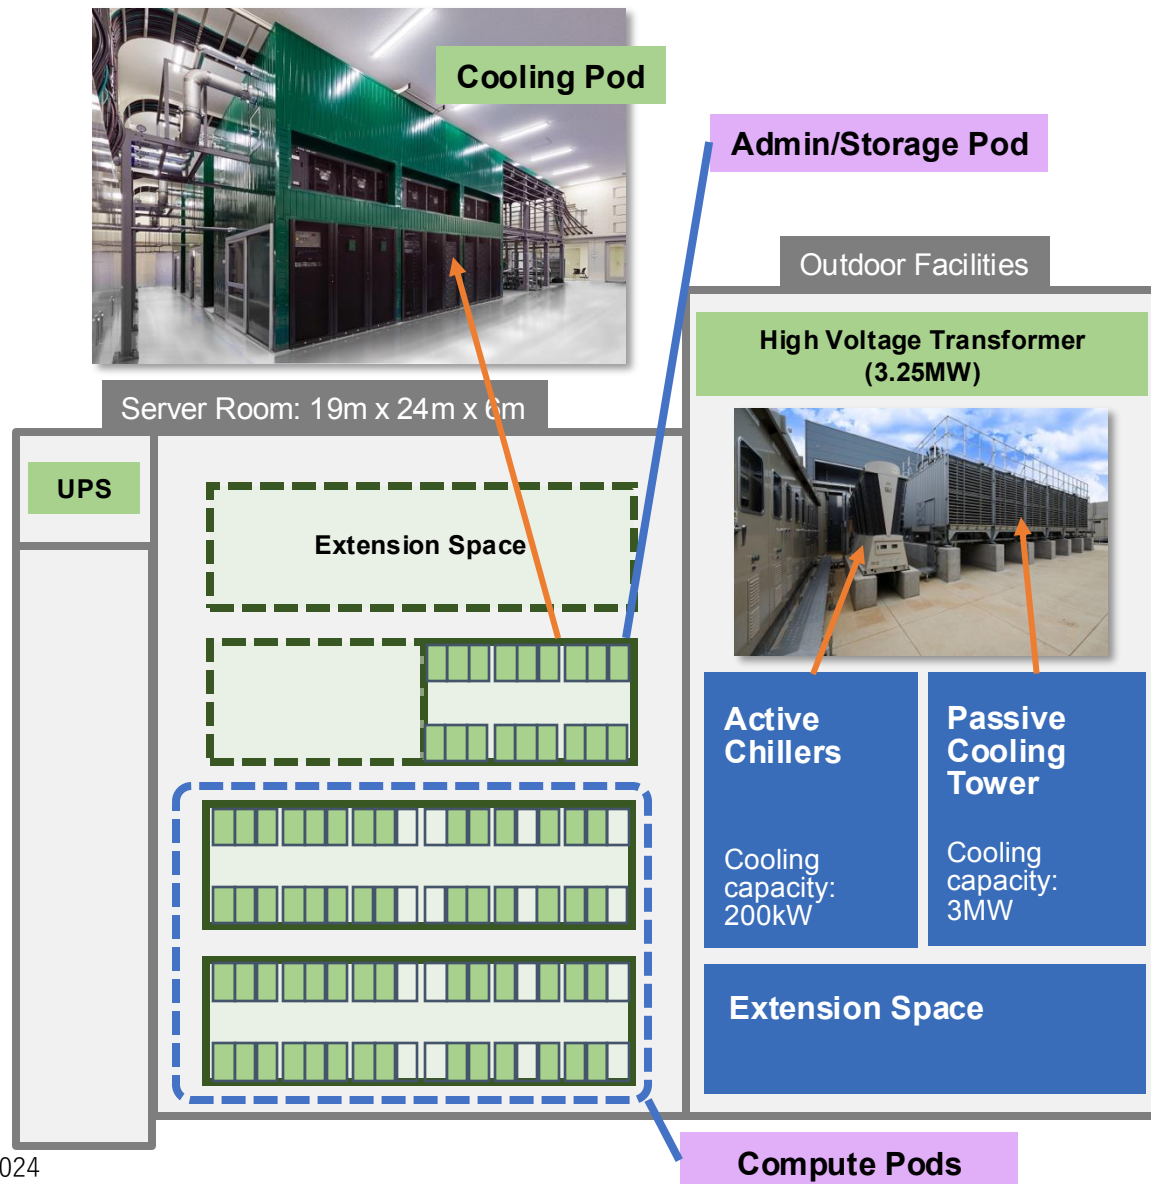 Cooling Pod
Admin/Storage Pod
Outdoor Facilities
High Voltage Transformer
(3.25MW)
Server Room: 19m x 24m x 6m
UPS
Extension Space
Active
Chillers
Cooling
capacity:
200kW
Passive
Cooling
Tower
Cooling
capacity:
3MW
Extension Space
Compute Pods
024